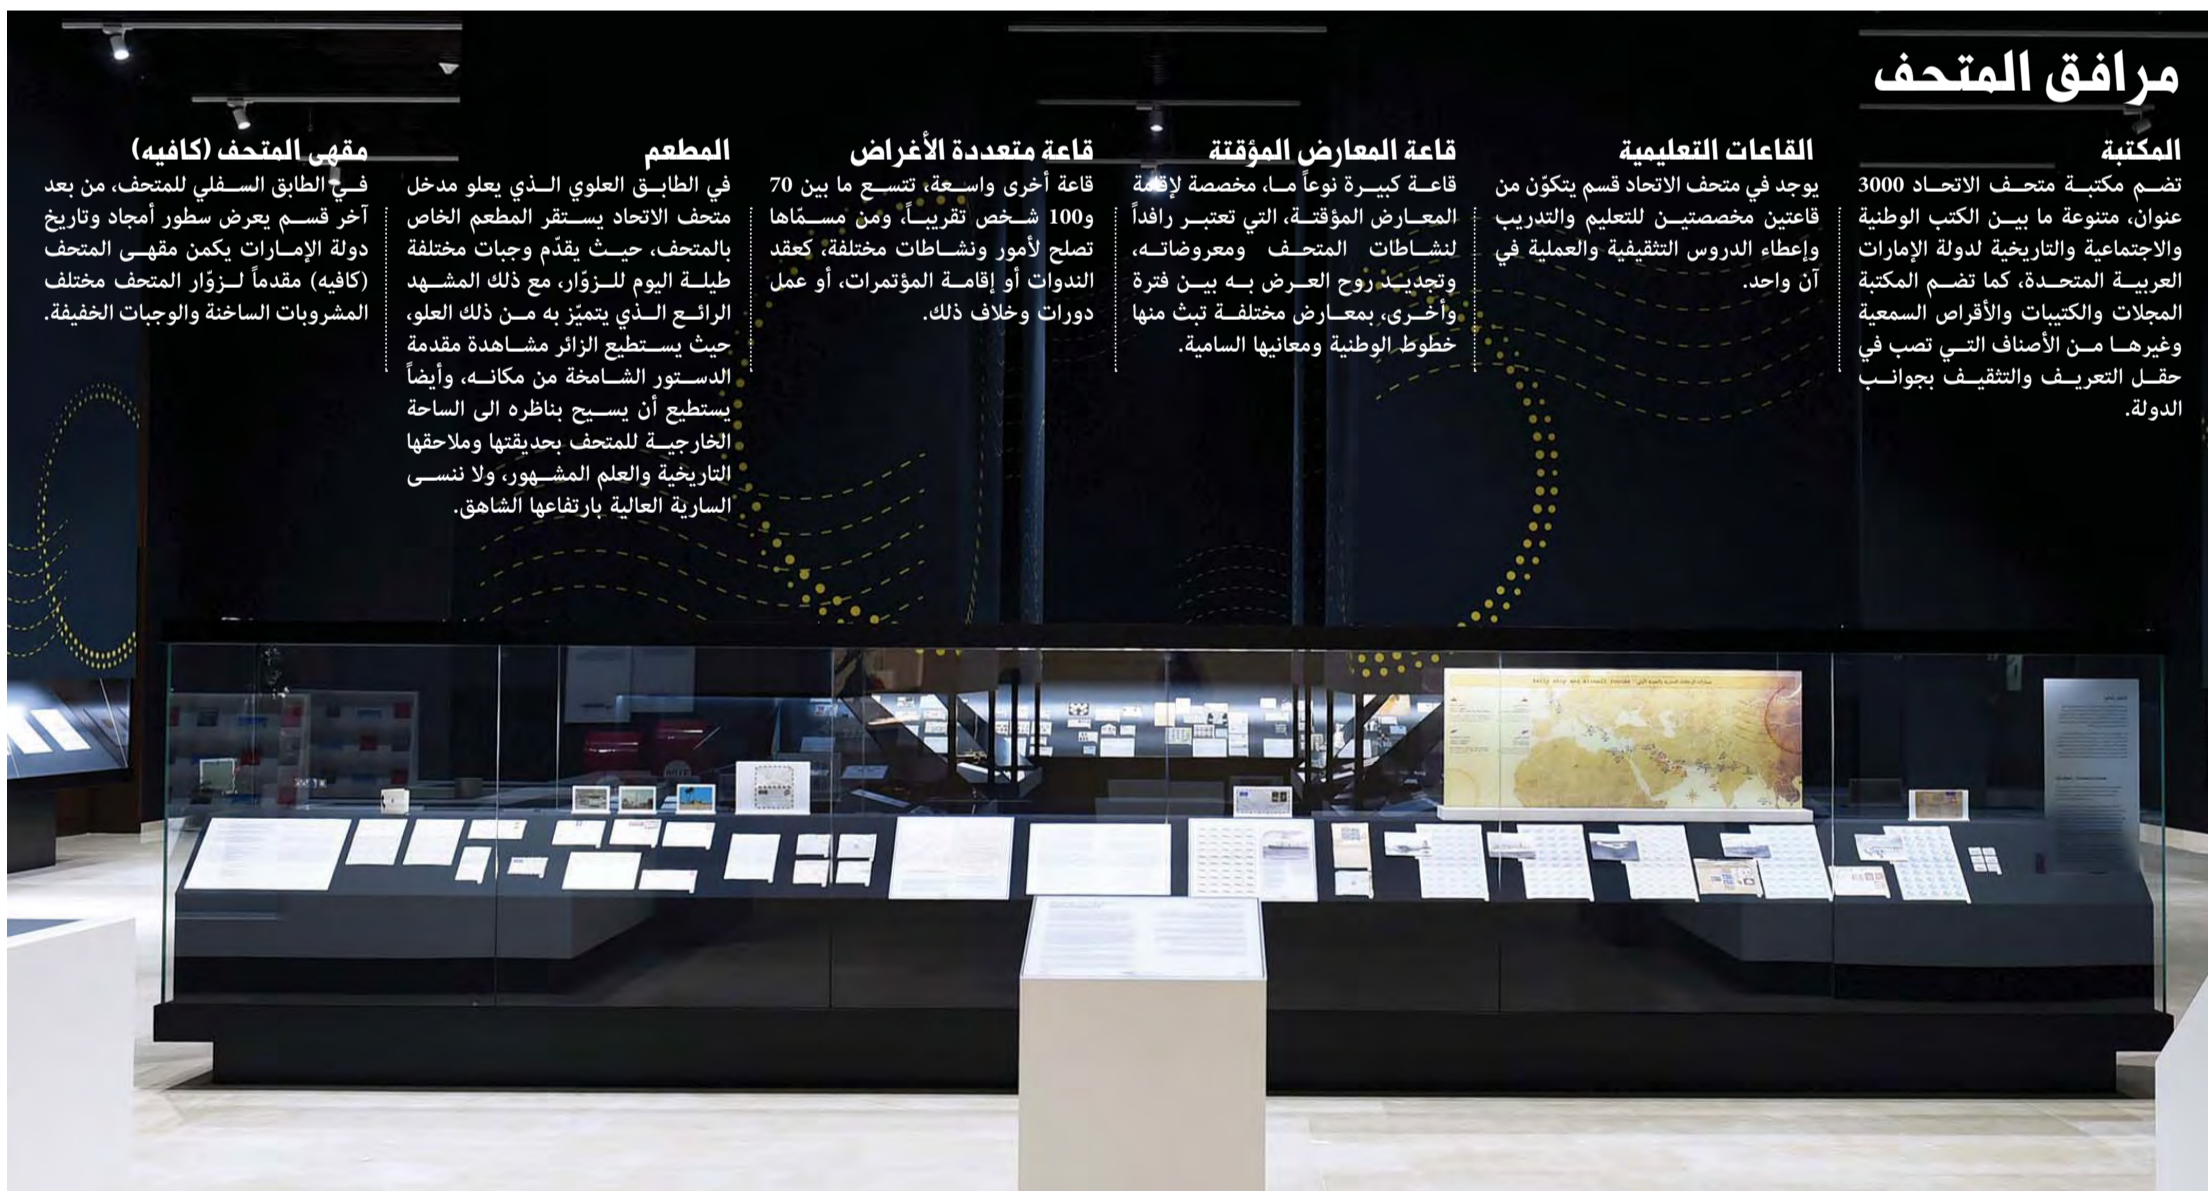 مرافق المتحف
المكتبة
تضم مكتبة متحف الاتحاد 3000
عنوان، متنوعة ما بين الكتب الوطنية
والاجتماعية والتاريخية لدولة الإمارات
العربية المتحدة، كما تضم المكتبة
المجلات والكتيبات والأقراص السمعية
وغيرها من الأصناف التي تصب في
حقل التعريف والتثقيف بجوانب
الدولة.
القاعات التعليمية
يوجد في متحف الاتحاد قسم يتكوّن من
قاعتين مخصصتين للتعليم والتدريب
وإعطاء الدروس التثقيفية والعملية في
آن واحد.
قاعة المعارض المؤقتة
قاعة كبيرة نوعاً ما، مخصصة لإقامة
المعارض المؤقتة، التي تعتبر رافداً
لنشاطات المتحف ومعروضاته،
وتجديد روح العرض به بين فترة
وأخرى، بمعارض مختلفة تبث منها
خطوط الوطنية ومعانيها السامية.
قاعة متعددة الأغراض
قاعة أخرى واسعة، تتسع ما بين 70
و100 شخص تقريباً، ومن مسمّاها
تصلح لأمور ونشاطات مختلفة، كعقد
الندوات أو إقامة المؤتمرات، أو عمل
دورات وخلاف ذلك.
المطعم
في الطابق العلوي الذي يعلو مدخل
متحف الاتحاد يستقر المطعم الخاص
بالمتحف، حيث يقدّم وجبات مختلفة
طيلة اليوم للزوّار، مع ذلك المشهد
الرائع الذي يتميّز به من ذلك العلو،
حيث يستطيع الزائر مشاهدة مقدمة
الدستور الشامخة من مكانه، وأيضاً
يستطيع أن يسيح بناظره الى الساحة
الخارجية للمتحف بحديقتها وملاحقها
التاريخية والعلم المشهور، ولا ننسى
السارية العالية بارتفاعها الشاهق.
مقهى المتحف (كافيه)
في الطابق السفلي للمتحف، من بعد
آخر قسم يعرض سطور أمجاد وتاريخ
دولة الإمارات يكمن مقهى المتحف
(كافيه) مقدماً لزوّار المتحف مختلف
المشروبات الساخنة والوجبات الخفيفة.